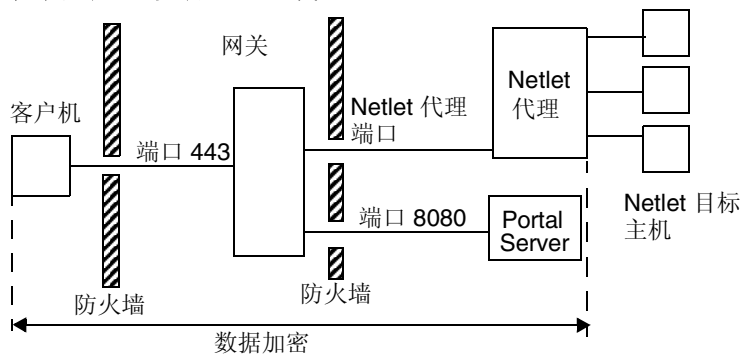 网关
客户机
端口 443
Netlet 代理
端口
Netlet
代理
端口 8080
Portal
Server
Netlet 目标
主机
防火墙
防火墙
数据加密